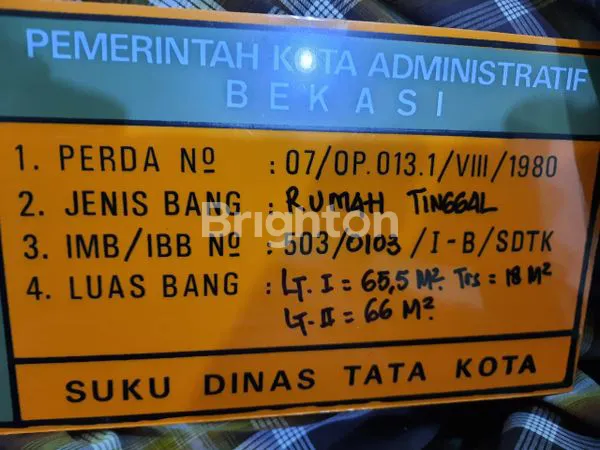 PEMERINTAH KOTA ADMINISTRATIF
BEKASI
1. PERDA Nº : 07/OP.013.1/VIII/1980
2. JENIS BANG : RUMAH TINGGAL
Brighton
3. IMB/IBB Nº : 503/0103/I-B/SDTK
4. LUAS BANG : LT. I = 65,5 M². Trs = 18 M²
LT. II = 66 M²
SUKU DINAS TATA KOTA